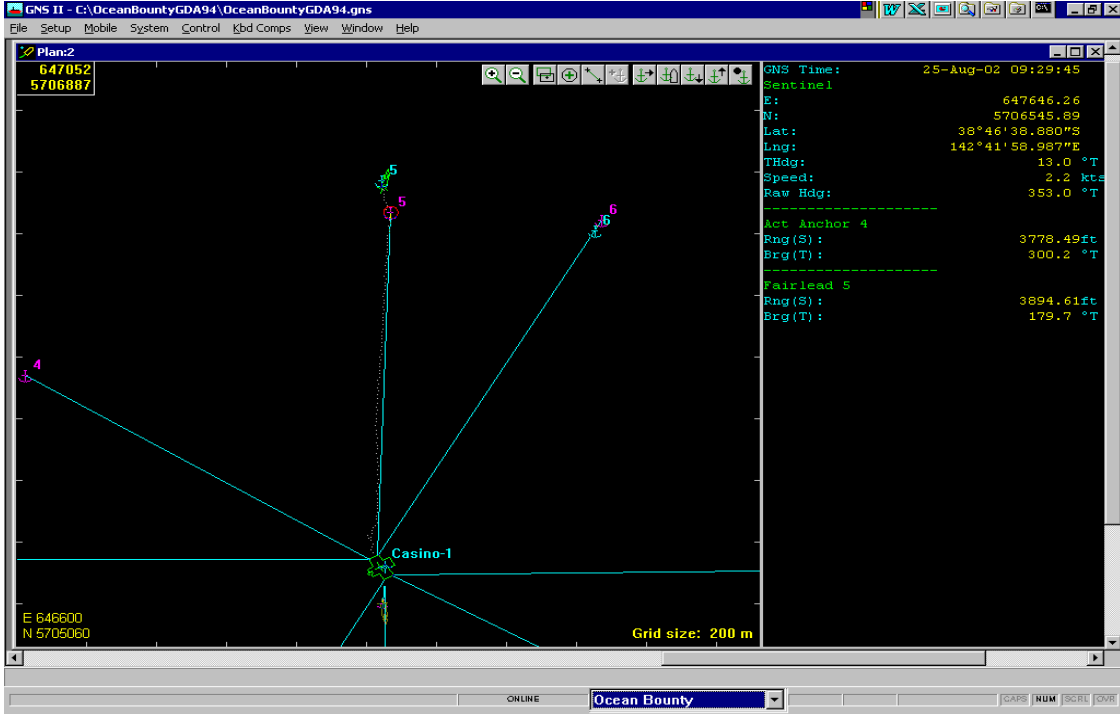 GNS II - C:\OceanBountyGDA94\OceanBountyGDA94.gns
File Setup Mobile System Control Kbd Comps View Window Help
Plan:2
647052
5706887
5
5
6
6
4
Casino-1
E 646600
N 5705060
Grid size: 200 m
GNS Time: 25-Aug-02 09:29:45
Sentinel
E: 647646.26
N: 5706545.89
Lat: 38°46'38.880"S
Lng: 142°41'58.987"E
THdg: 13.0 °T
Speed: 2.2 kts
Raw Hdg: 353.0 °T
--------------------
Act Anchor 4
Rng(S): 3778.49ft
Brg(T): 300.2 °T
--------------------
Fairlead 5
Rng(S): 3894.61ft
Brg(T): 179.7 °T
ONLINE
Ocean Bounty
CAPS NUM SCRL OVR